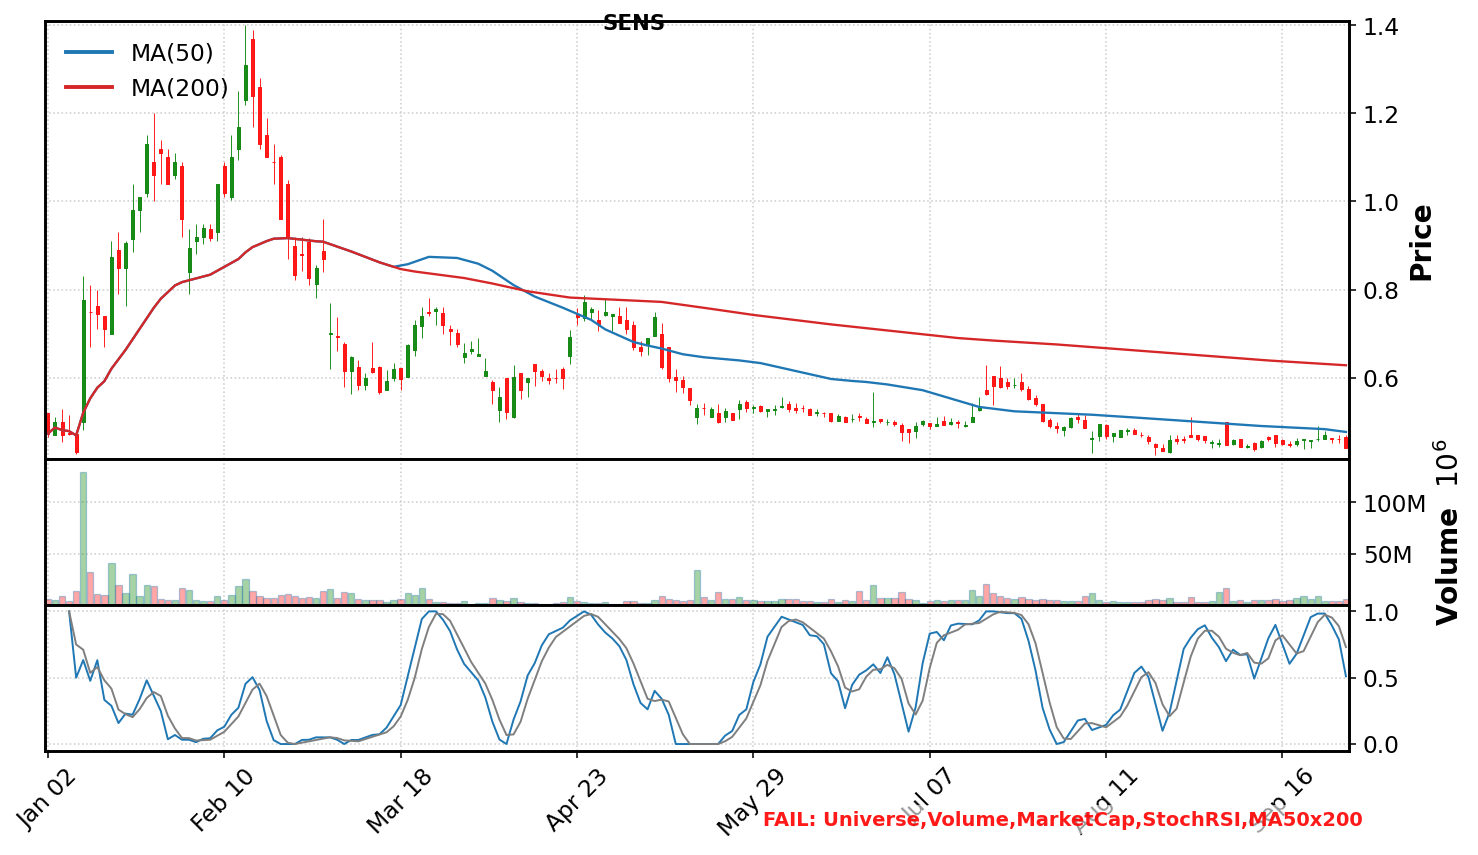 SENS
MA(50)
MA(200)
1.4
1.2
1.0
0.8
0.6
Price
100M
50M
Volume 10^6
1.0
0.5
0.0
Jan 02
Feb 10
Mar 18
Apr 23
May 29
Jul 07
Aug 11
Sep 16
FAIL: Universe,Volume,MarketCap,StochRSI,MA50x200